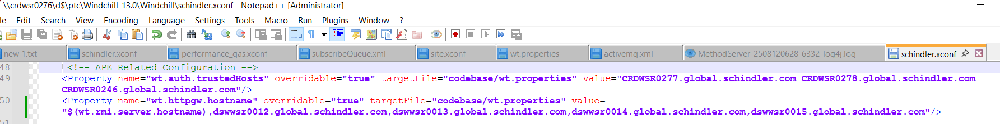 \\crdwsr0276\d$\ptc\Windchill_13.0\Windchill\schindler.xconf - Notepad++ [Administrator]
le Edit Search View Encoding Language Settings Tools Macro Run Plugins Window ?
new 1.txt schindler.xconf performance_qas.xconf subscribeQueue.xml site.xconf wt.properties activemq.xml MethodServer-2508120628-6332-log4j.log schindler.xconf
48 <!-- APE Related Configuration -->
49 <Property name="wt.auth.trustedHosts" overridable="true" targetFile="codebase/wt.properties" value="CRDWSR0277.global.schindler.com CRDWSR0278.global.schindler.com
CRDWSR0246.global.schindler.com"/>
50 <Property name="wt.httpgw.hostname" overridable="true" targetFile="codebase/wt.properties" value=
"$(wt.rmi.server.hostname),dswwsr0012.global.schindler.com,dswwsr0013.global.schindler.com,dswwsr0014.global.schindler.com,dswwsr0015.global.schindler.com"/>
51